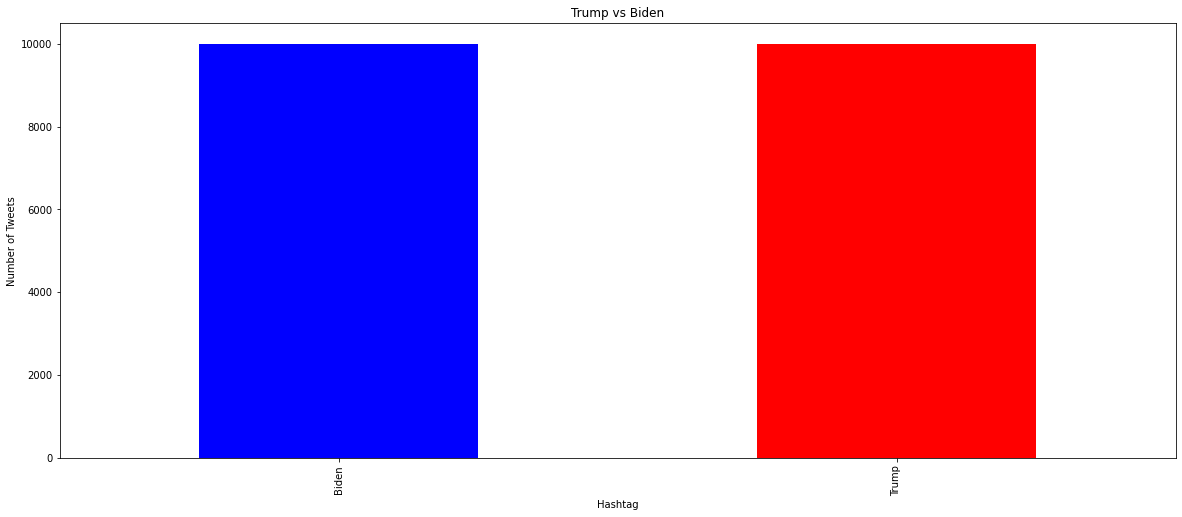 Trump vs Biden
10000
8000
6000
4000
2000
0
Number of Tweets
Biden
Trump
Hashtag